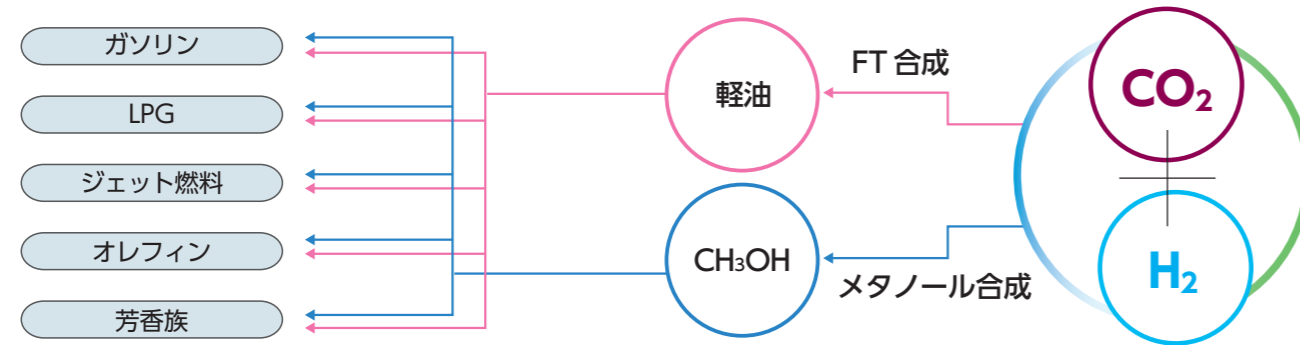 ガソリン
LPG
ジェット燃料
オレフィン
芳香族
軽油
CH₃OH
FT 合成
メタノール合成
CO₂
H₂